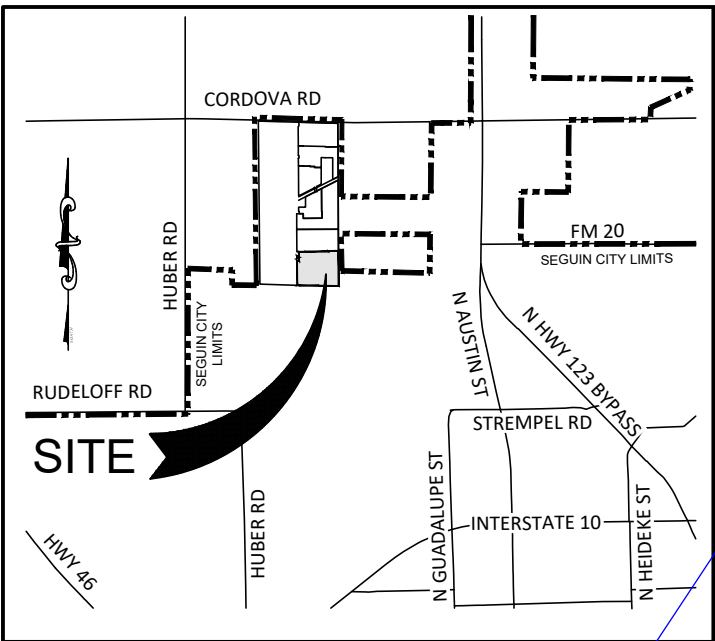 CORDOVA RD
HUBER RD
FM 20
SEGUIN CITY LIMITS
SEGUIN CITY
LIMITS
N AUSTIN ST
N HWY 123 BYPASS
RUDELOFF RD
STREMPEL RD
SITE
N GUADALUPE ST
INTERSTATE 10
HUBER RD
N HEIDEKE ST
HWY 46